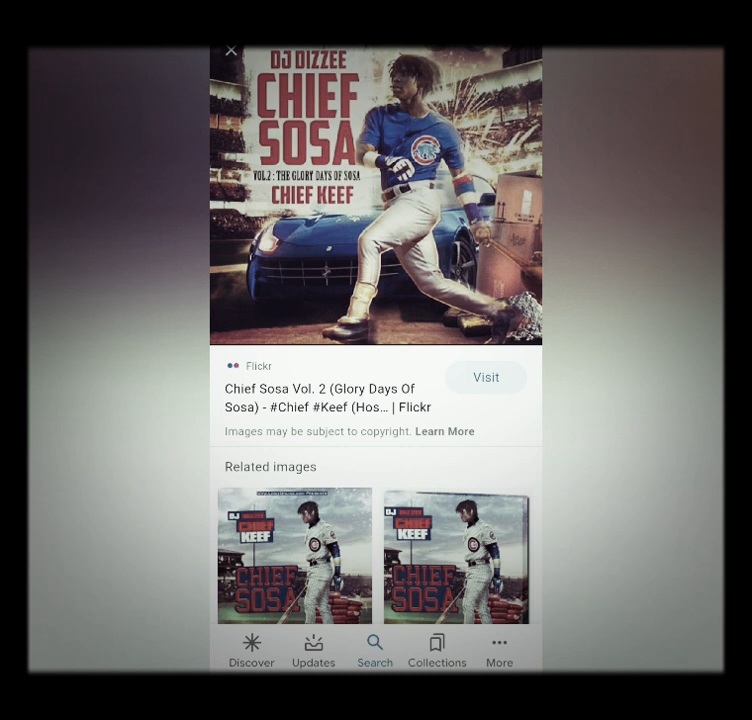 DJ DIZZEE
CHIEF
SOSA
VOL.2 : THE GLORY DAYS OF SOSA
CHIEF KEEF
Flickr
Visit
Chief Sosa Vol. 2 (Glory Days Of
Sosa) - #Chief #Keef (Hos... | Flickr
Images may be subject to copyright. Learn More
Related images
DJ DIZZEE
CHIEF
KEEF
CHIEF
SOSA
DJ DIZZEE
CHIEF
KEEF
CHIEF
SOSA
Discover
Updates
Search
Collections
More